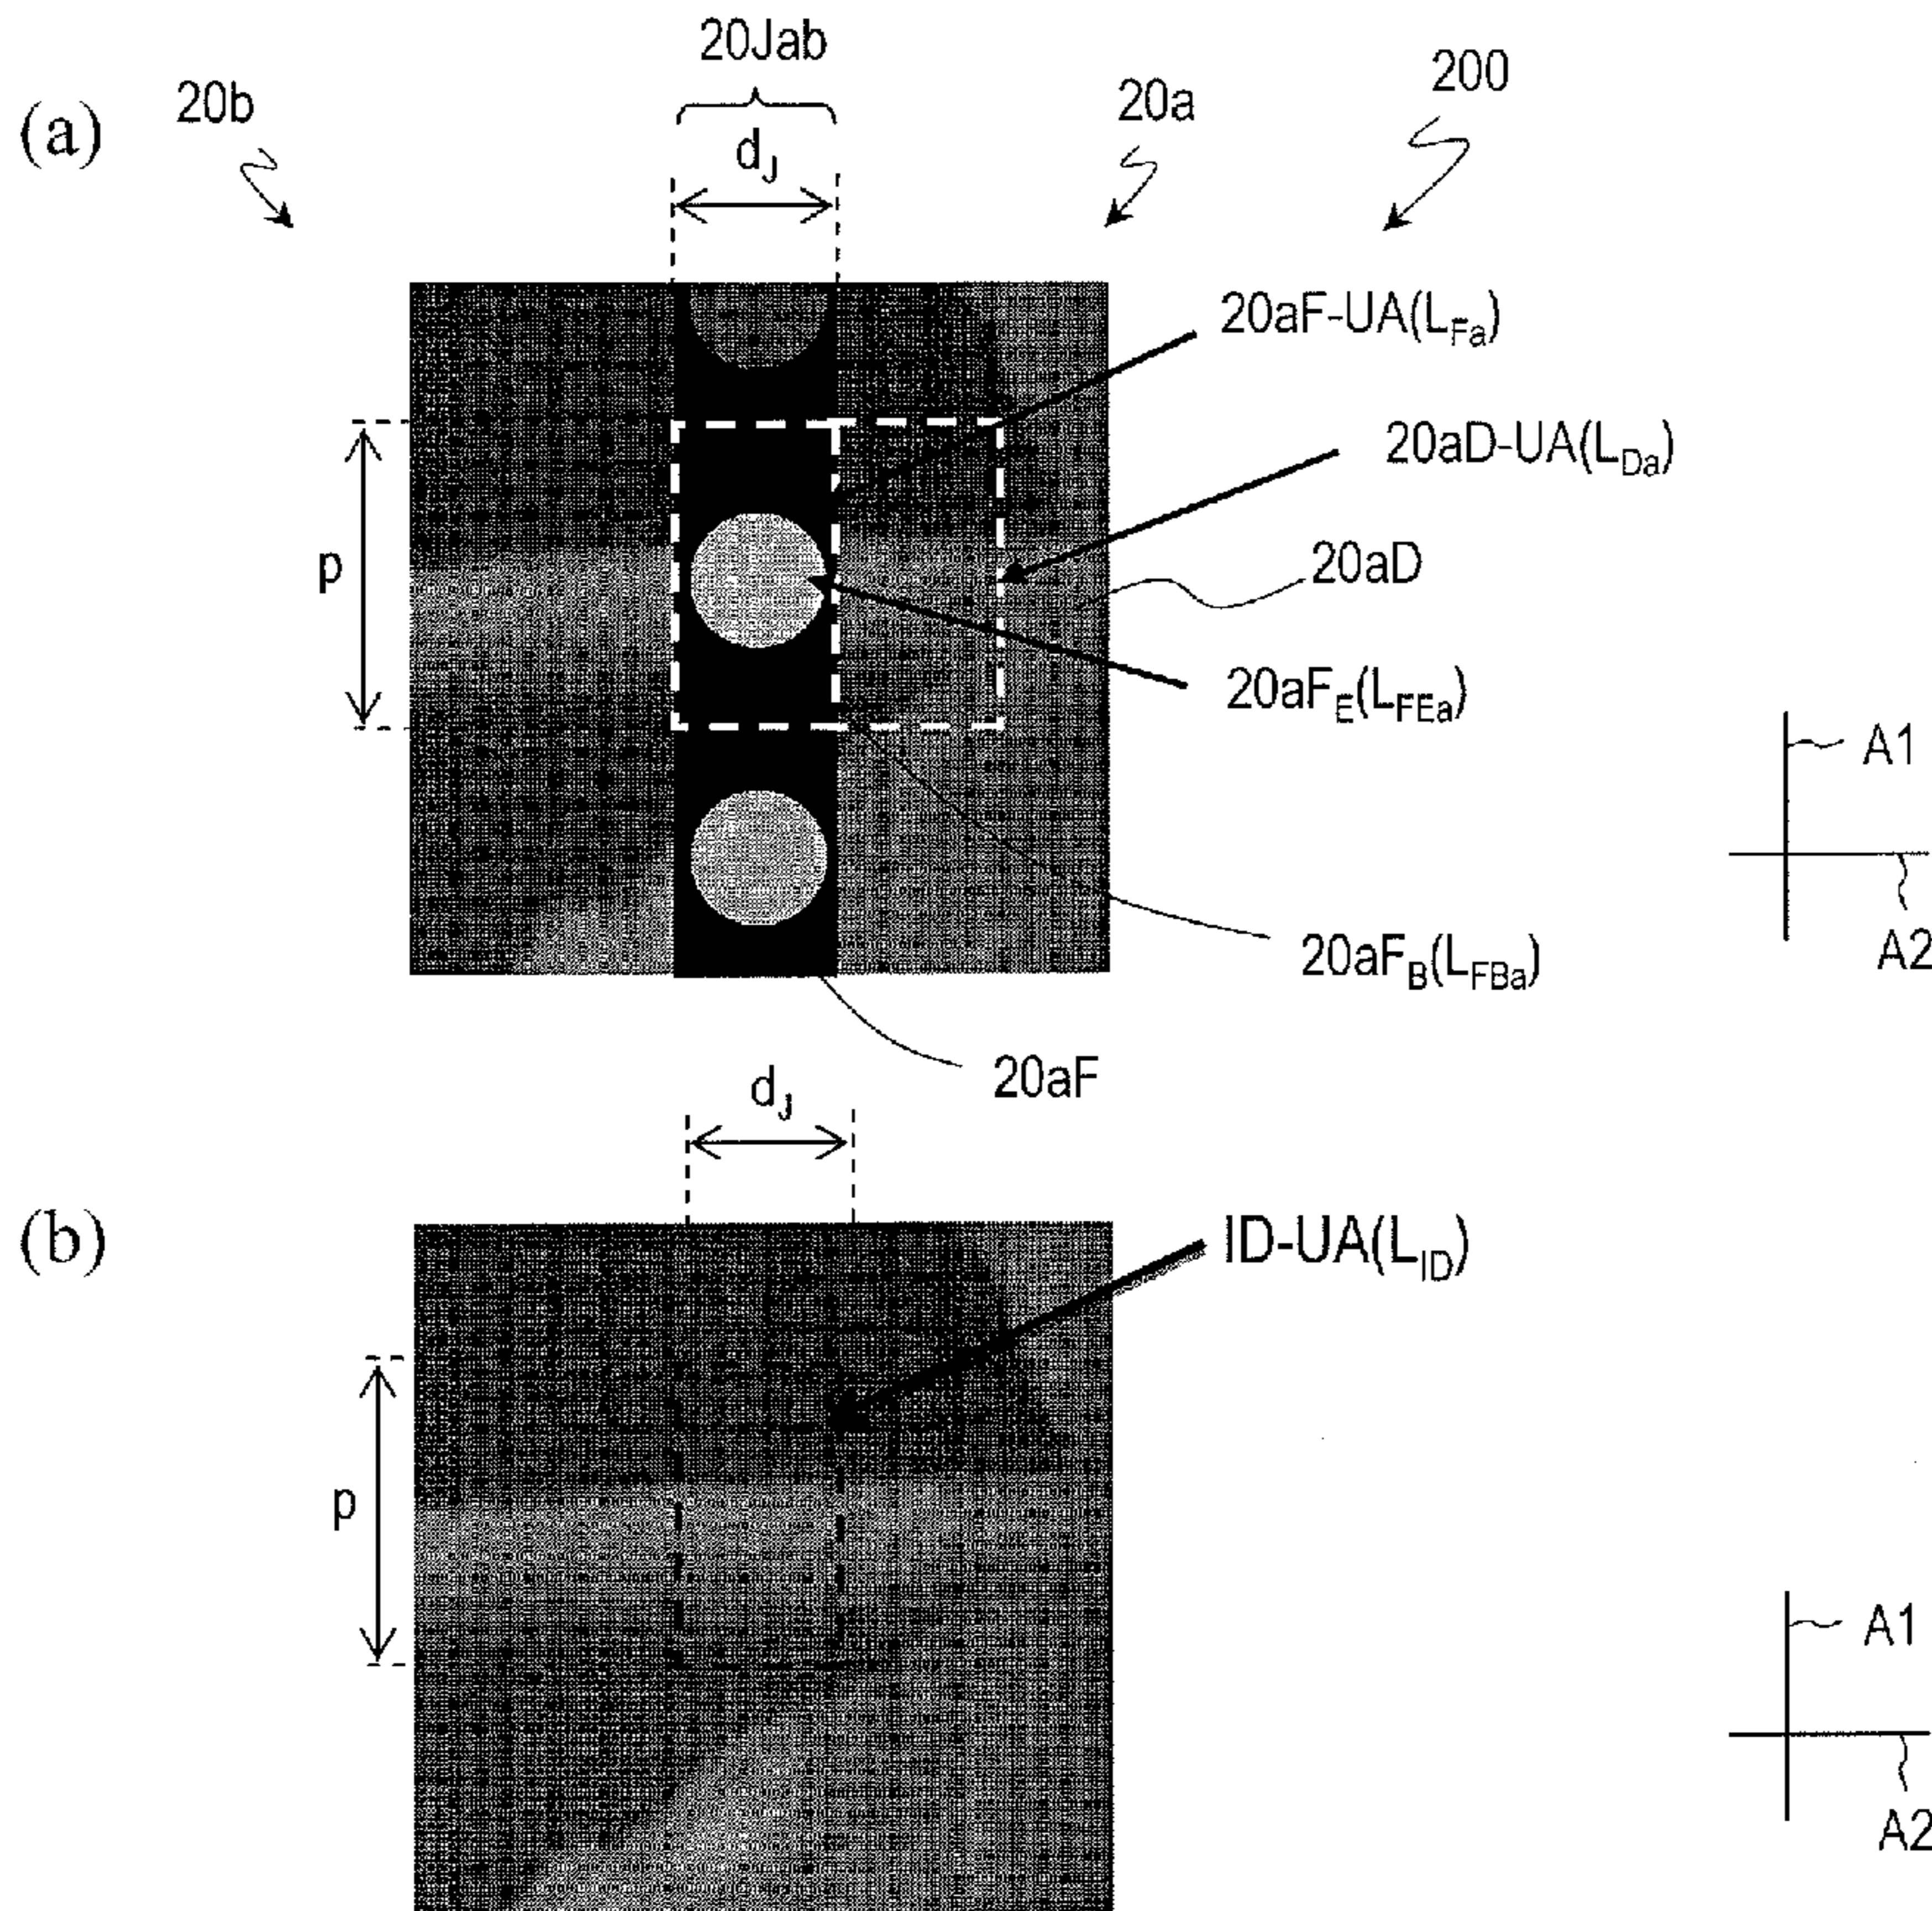 20Jab
(a)
20b
dJ
20a
200
20aF-UA(LFa)
20aD-UA(LDa)
p
20aD
20aFE(LFEa)
A1
20aFB(LFBa)
A2
20aF
dJ
(b)
ID-UA(LID)
p
A1
A2